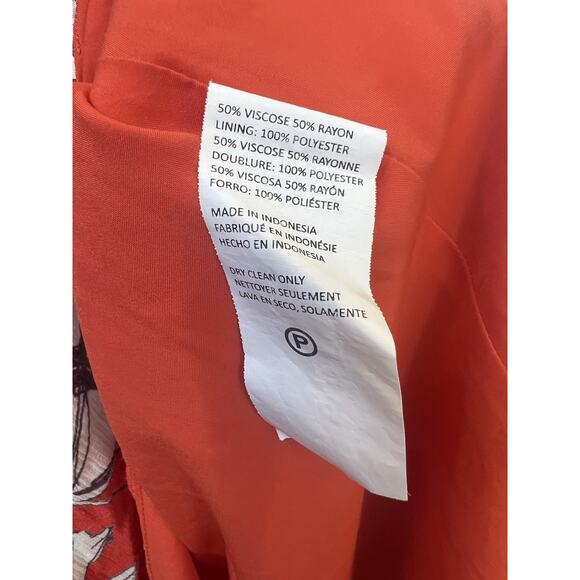 50% VISCOSE 50% RAYON
LINING: 100% POLYESTER
50% VISCOSE 50% RAYONNE
DOUBLURE: 100% POLYESTER
50% VISCOSA 50% RAYÓN
FORRO: 100% POLIÉSTER
MADE IN INDONESIA
FABRIQUÉ EN INDONÉSIE
HECHO EN INDONESIA
DRY CLEAN ONLY
NETTOYER SEULEMENT
LAVA EN SECO, SOLAMENTE
P